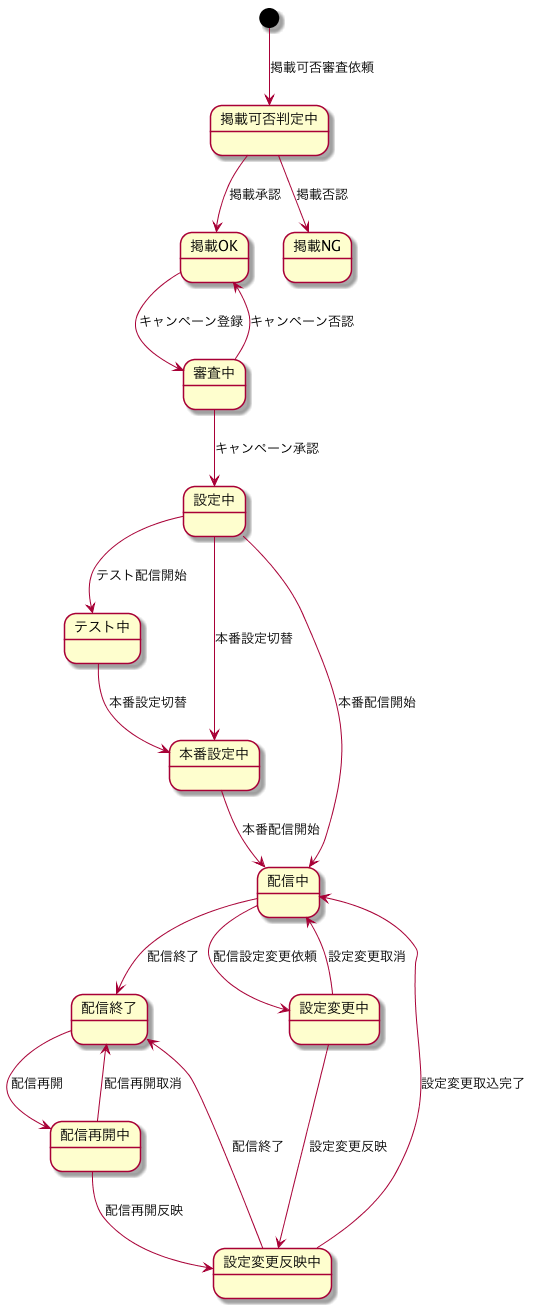 掲載可否審査依頼
掲載可否判定中
掲載承認
掲載否認
掲載OK
掲載NG
キャンペーン登録
キャンペーン否認
審査中
キャンペーン承認
設定中
テスト配信開始
テスト中
本番設定切替
本番設定切替
本番配信開始
本番設定中
本番配信開始
配信中
配信終了
配信設定変更依頼
設定変更取消
配信終了
設定変更中
配信再開
配信再開取消
設定変更取込完了
配信再開中
配信終了
設定変更反映
配信再開反映
設定変更反映中